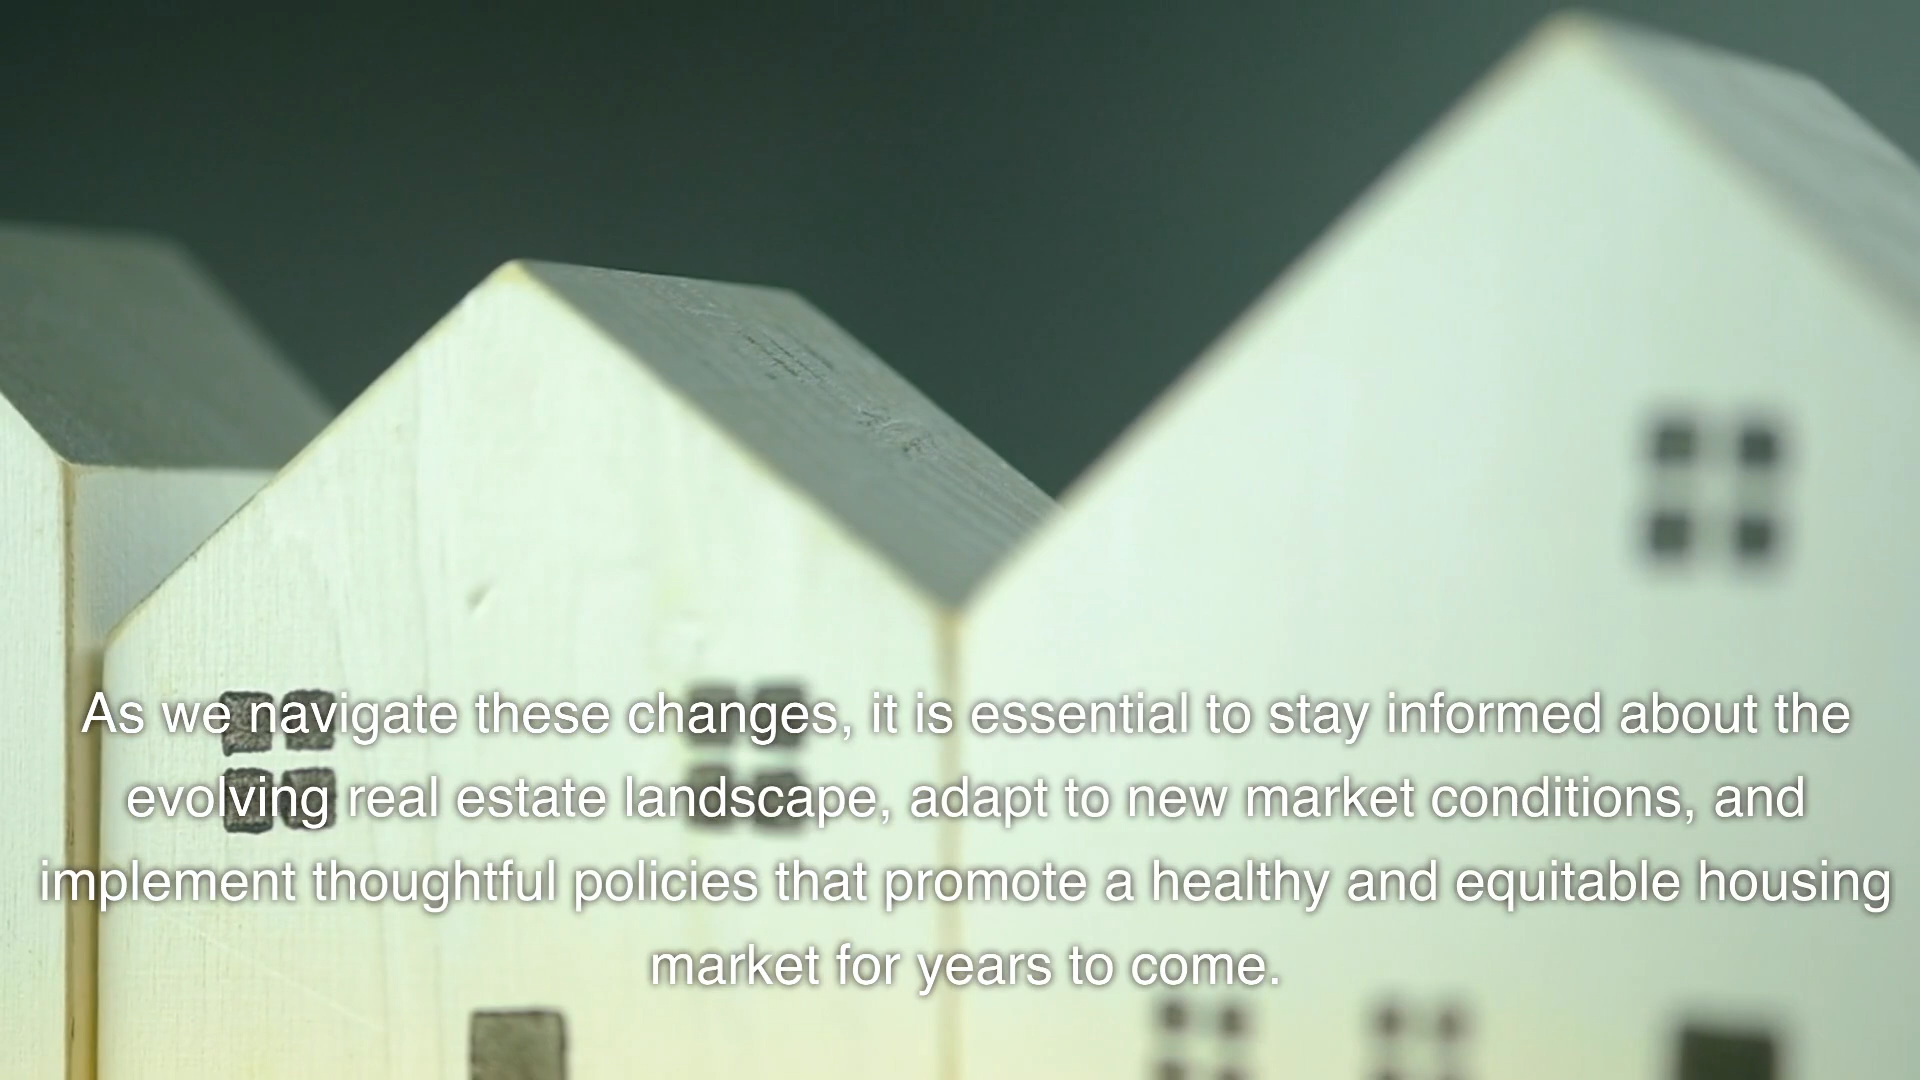 As we navigate these changes, it is essential to stay informed about the
evolving real estate landscape, adapt to new market conditions, and
implement thoughtful policies that promote a healthy and equitable housing
market for years to come.